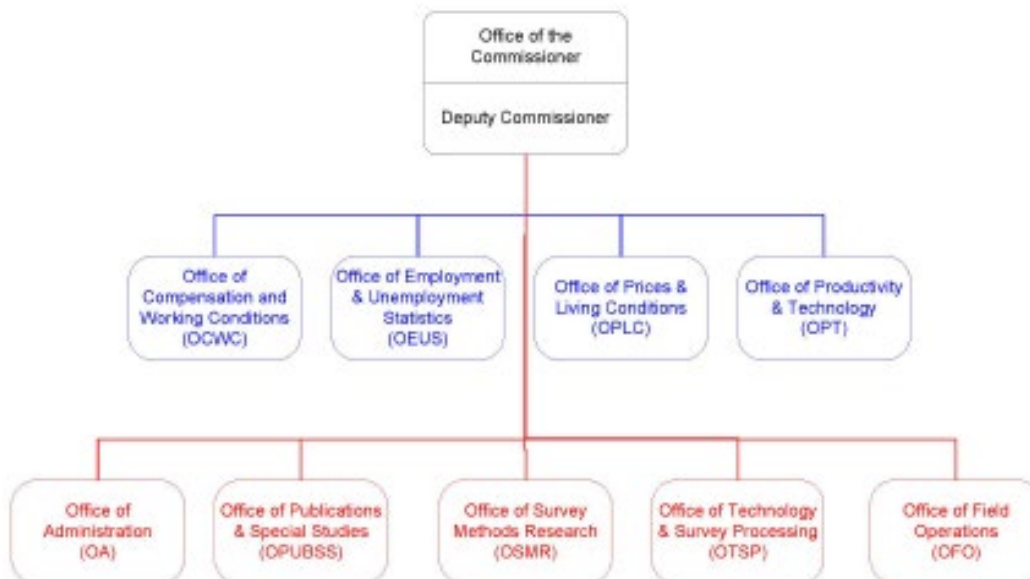 Office of the
Commissioner
Deputy Commissioner
Office of
Compensation and
Working Conditions
(OCWC)
Office of Employment
& Unemployment
Statistics
(OEUS)
Office of Prices &
Living Conditions
(OPLC)
Office of Productivity
& Technology
(OPT)
Office of
Administration
(OA)
Office of Publications
& Special Studies
(OPUBSS)
Office of Survey
Methods Research
(OSMR)
Office of Technology
& Survey Processing
(OTSP)
Office of Field
Operations
(OFO)